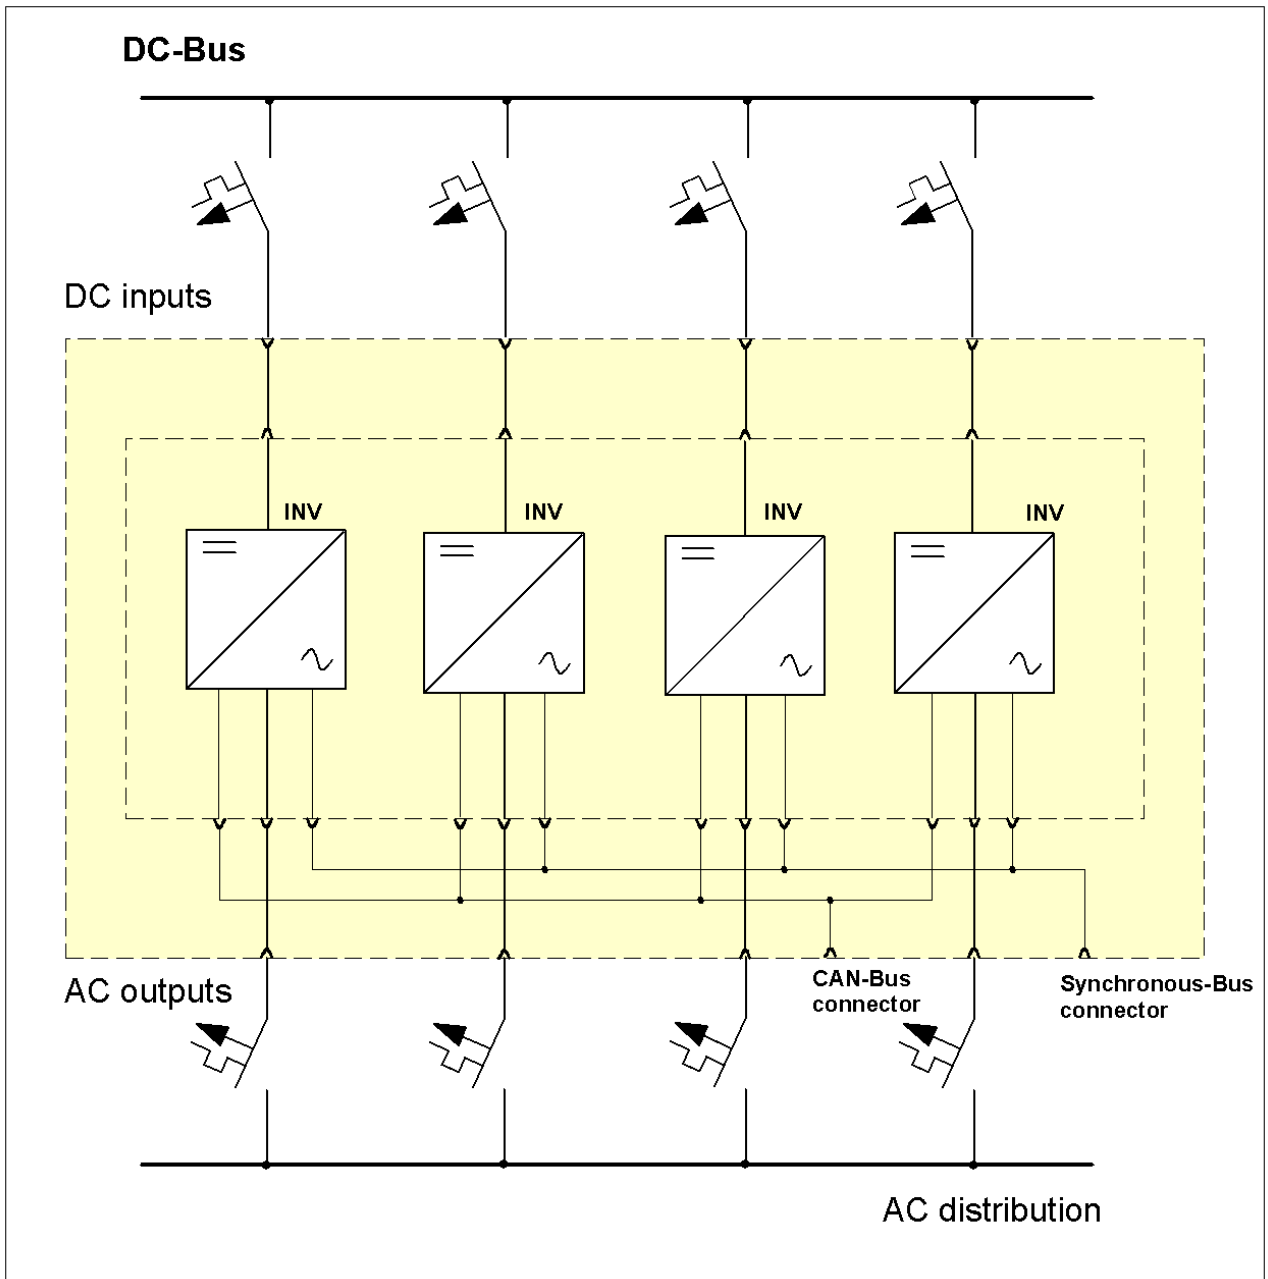 DC-Bus
DC inputs
INV
INV
INV
INV
AC outputs
CAN-Bus
connector
Synchronous-Bus
connector
AC distribution